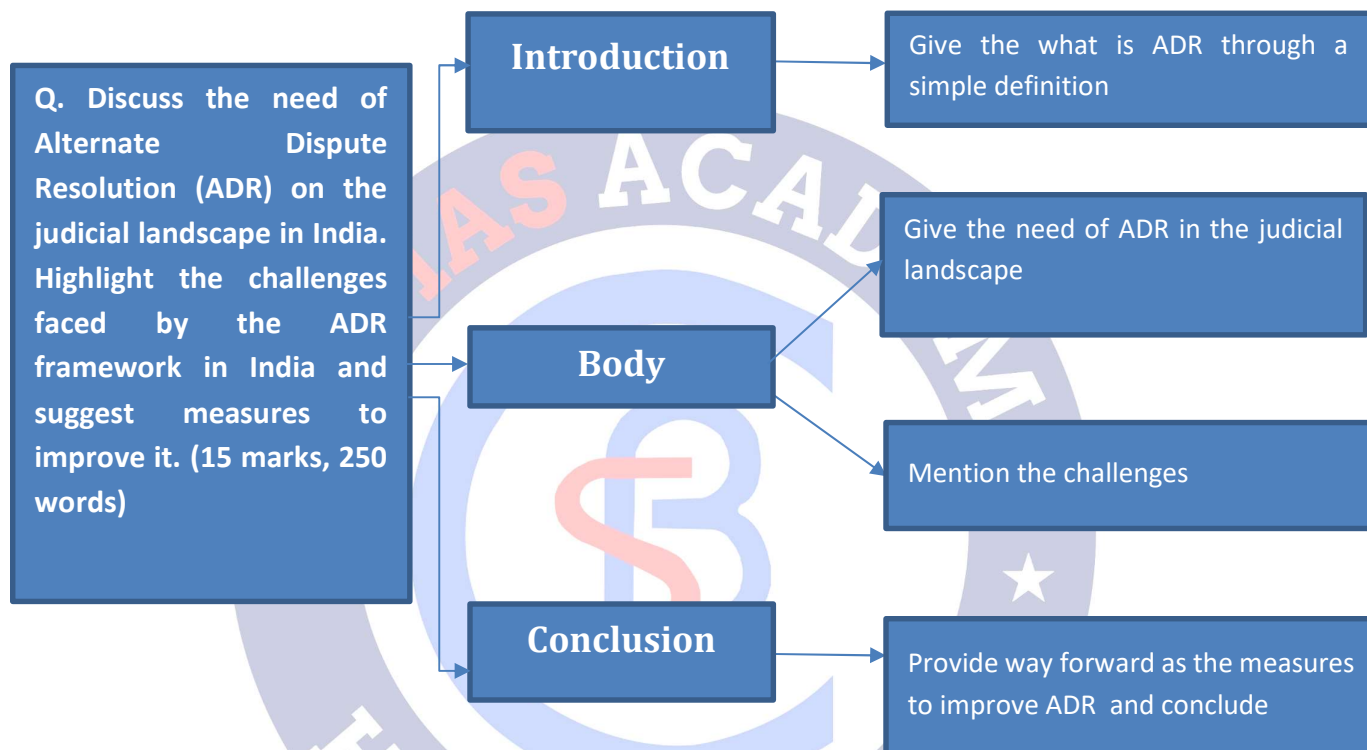 Q. Discuss the need of
Alternate Dispute
Resolution (ADR) on the
judicial landscape in India.
Highlight the challenges
faced by the ADR
framework in India and
suggest measures to
improve it. (15 marks, 250
words)
Introduction
Give the what is ADR through a
simple definition
Body
Give the need of ADR in the judicial
landscape
Mention the challenges
Conclusion
Provide way forward as the measures
to improve ADR and conclude
AS ACAD